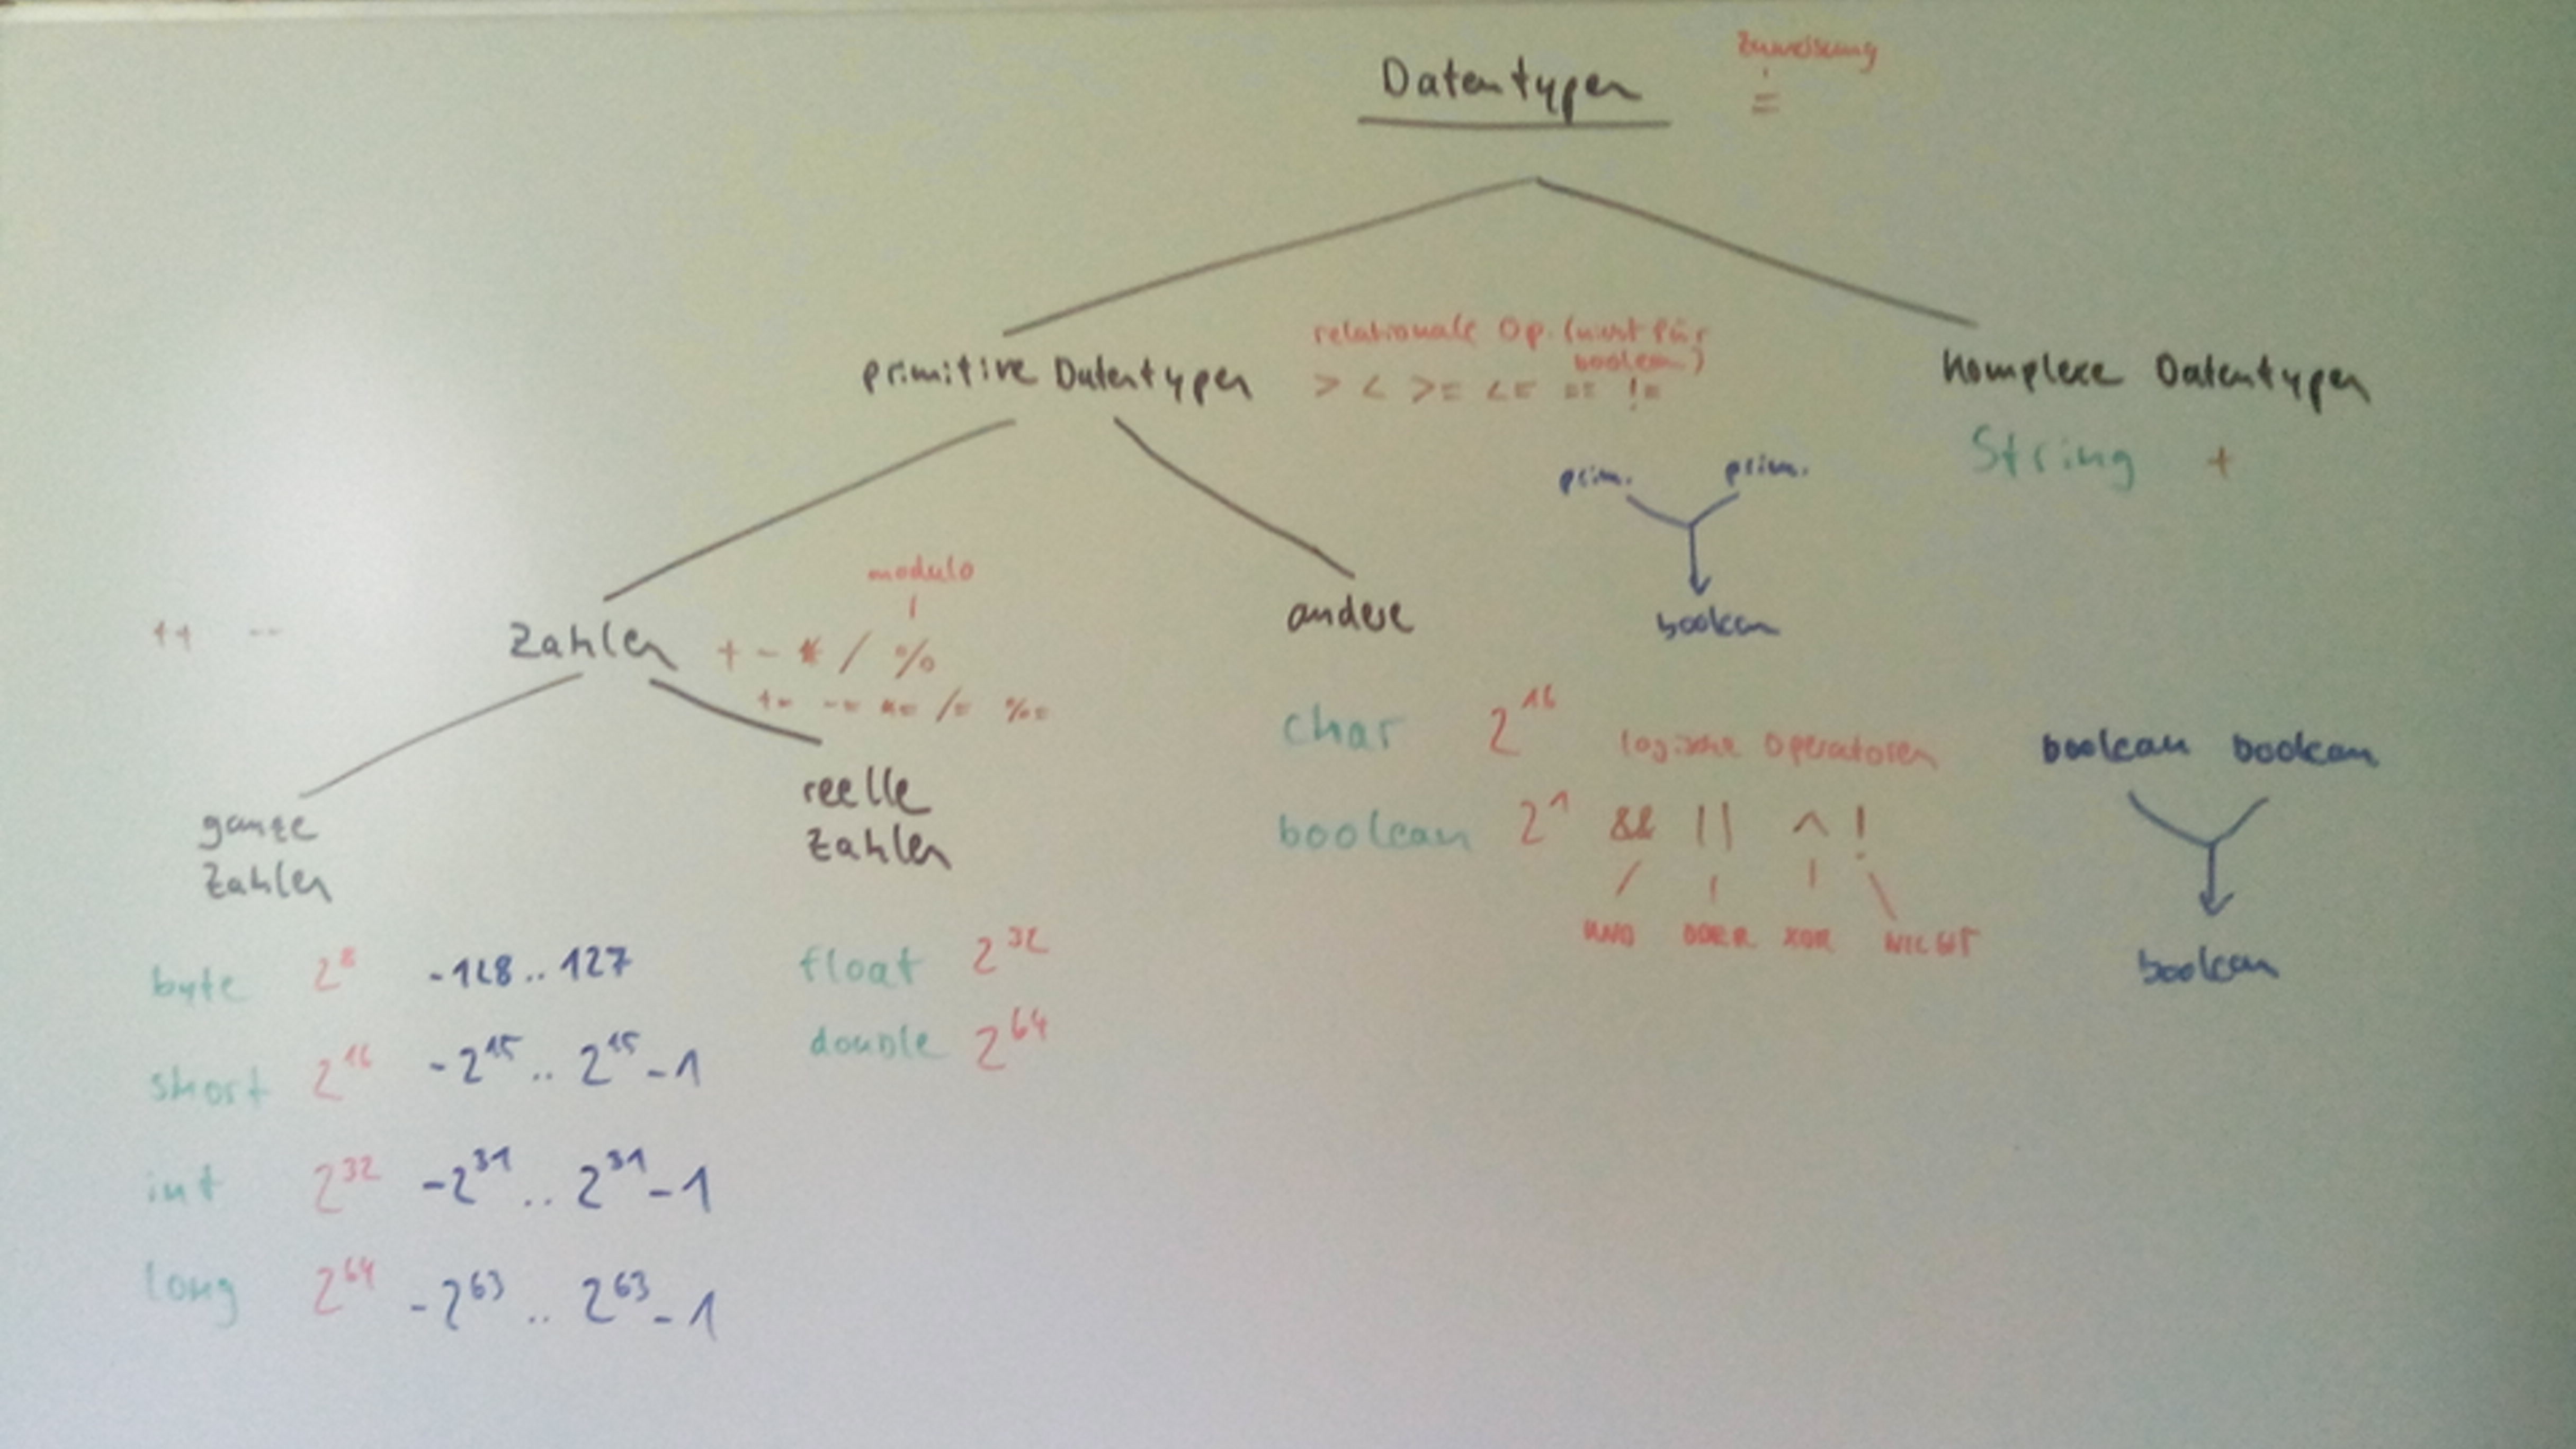 Datentypen
Zuweisung
=
primitive Datentypen
relationale Op. (nicht für
boolean)
> < >= <= == !=
Komplexe Datentypen
String +
prim. prim.
boolean
++ --
Zahlen
modulo
+ - * / %
+= -= *= /= %=
andere
ganze
Zahlen
reelle
Zahlen
char 2^16
boolean 2^1
logische Operatoren
&& || ^ !
UND ODER XOR NICHT
boolean boolean
boolean
byte 2^8 -128..127
short 2^16 -2^15 .. 2^15-1
int 2^32 -2^31 .. 2^31-1
long 2^64 -2^63 .. 2^63-1
float 2^32
double 2^64